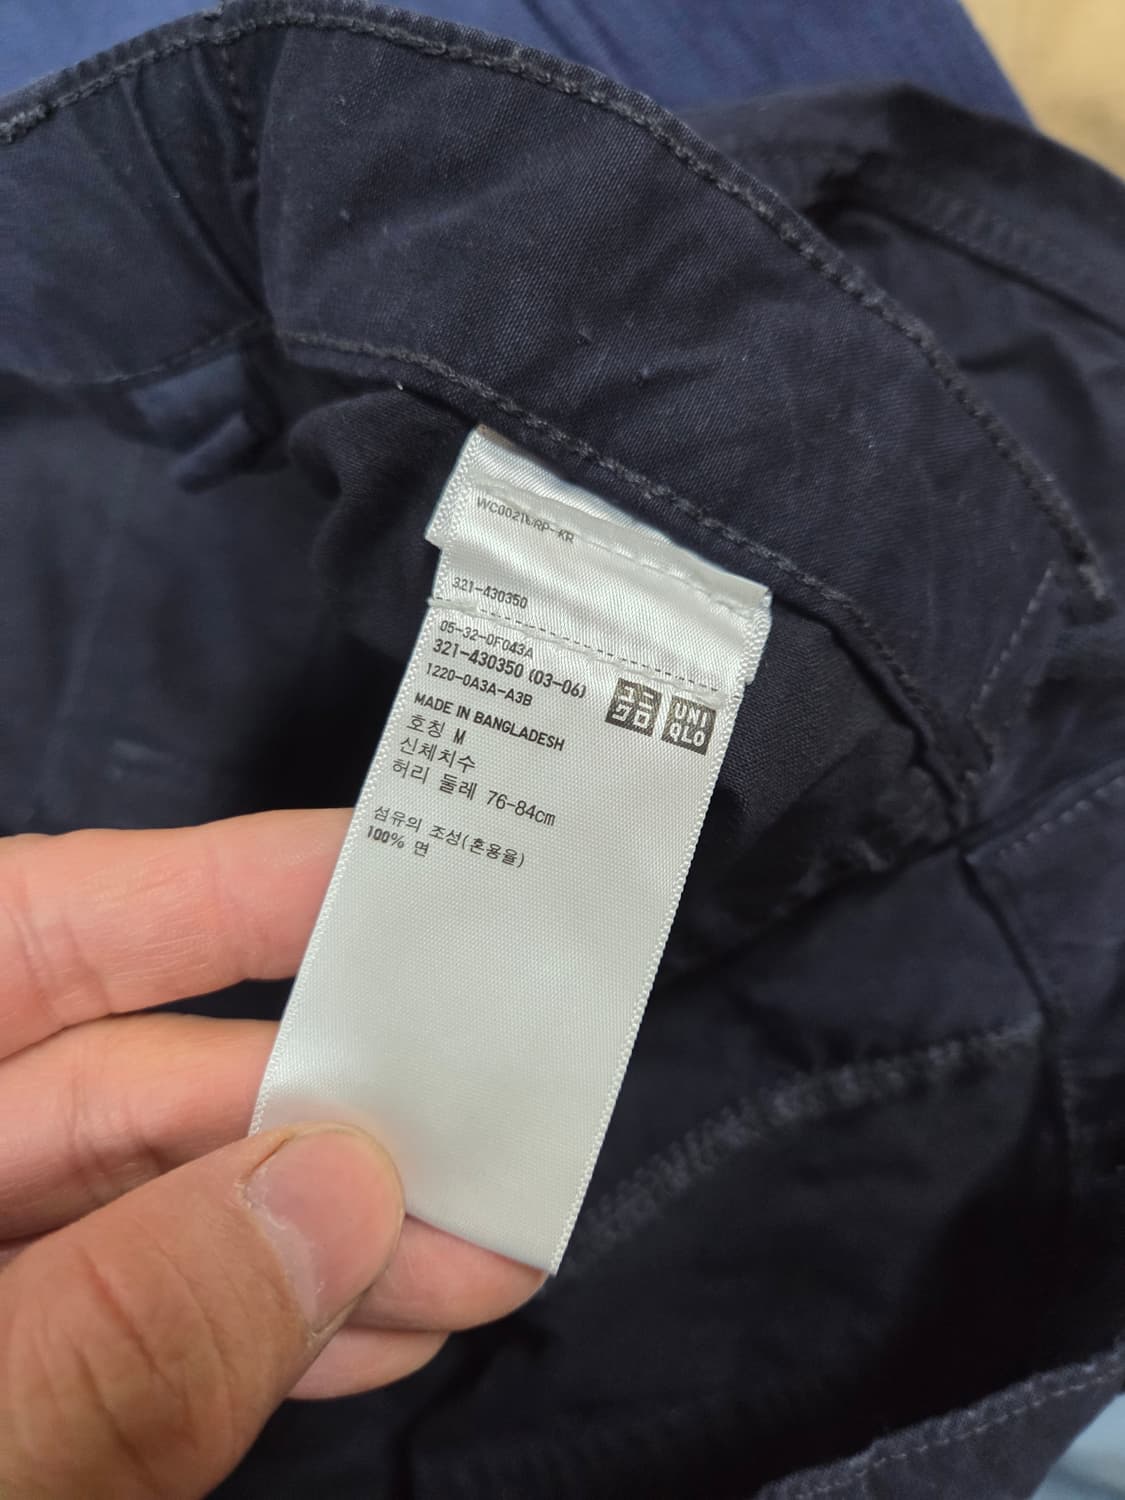 321-430350
05-32-0F043A
321-430350 (03-06)
1220-0A3A-A3B
ユニ
クロ
UNI
QLO
MADE IN BANGLADESH
호칭 M
신체치수
허리 둘레 76-84cm
섬유의 조성(혼용율)
100% 면